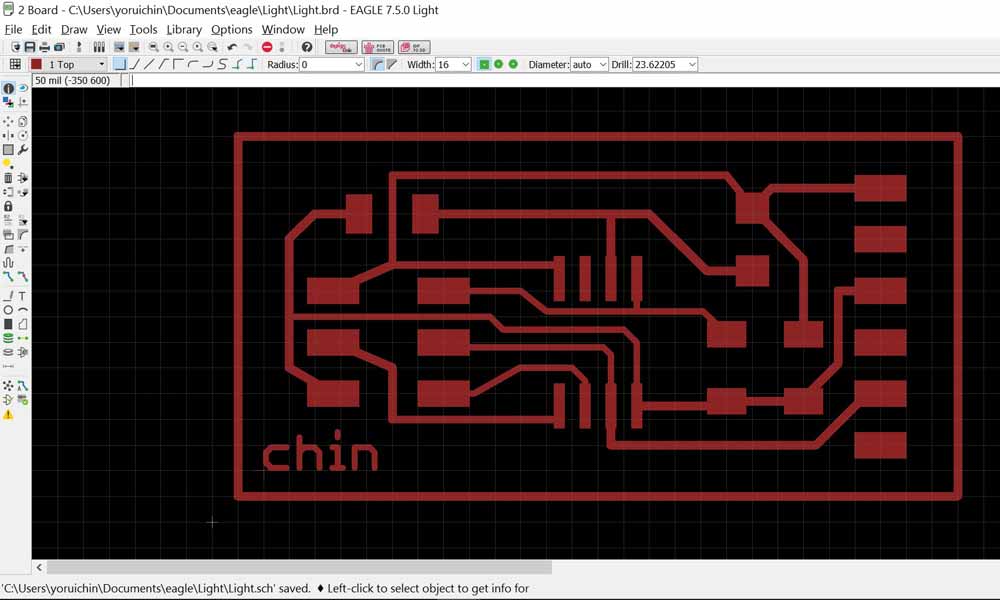 2 Board - C:\Users\yoruichin\Documents\eagle\Light\Light.brd - EAGLE 7.5.0 Light
File Edit Draw View Tools Library Options Window Help
1 Top Radius: 0 Width: 16 Diameter: auto Drill: 23.62205
50 mil (-350 600)
chin
'C:\Users\yoruichin\Documents\eagle\Light\Light.sch' saved. ♦ Left-click to select object to get info for